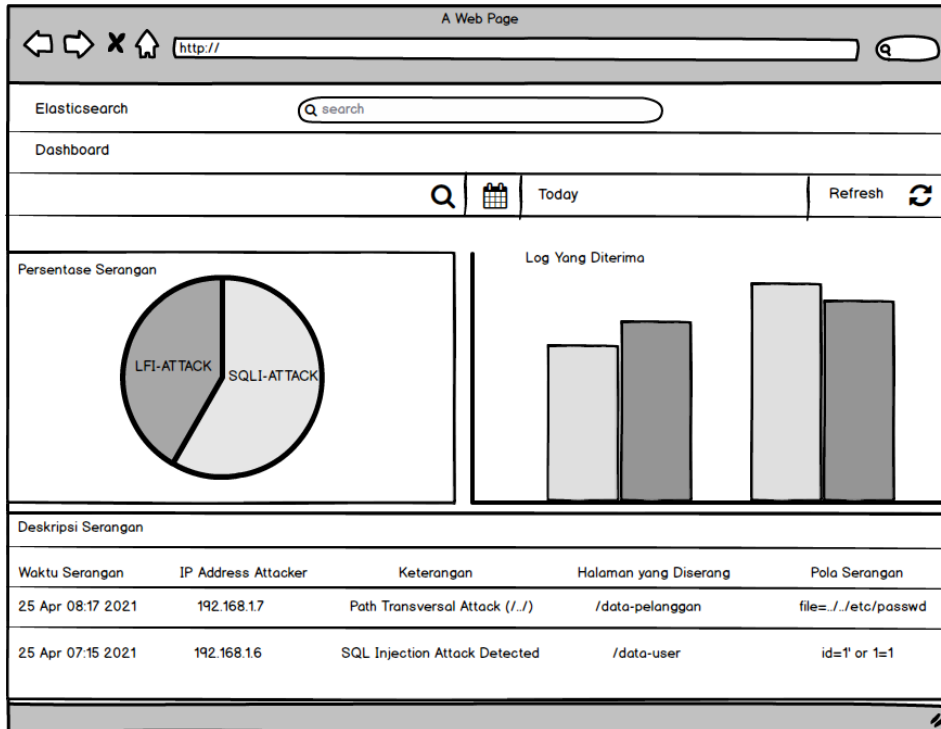 A Web Page
http://
Elasticsearch
search
Dashboard
Today
Refresh
Persentase Serangan
LFI-ATTACK
SQLI-ATTACK
Log Yang Diterima
Deskripsi Serangan
Waktu Serangan IP Address Attacker Keterangan Halaman yang Diserang Pola Serangan
25 Apr 08:17 2021 192.168.1.7 Path Transversal Attack (/../) /data-pelanggan file=../../etc/passwd
25 Apr 07:15 2021 192.168.1.6 SQL Injection Attack Detected /data-user id=1' or 1=1